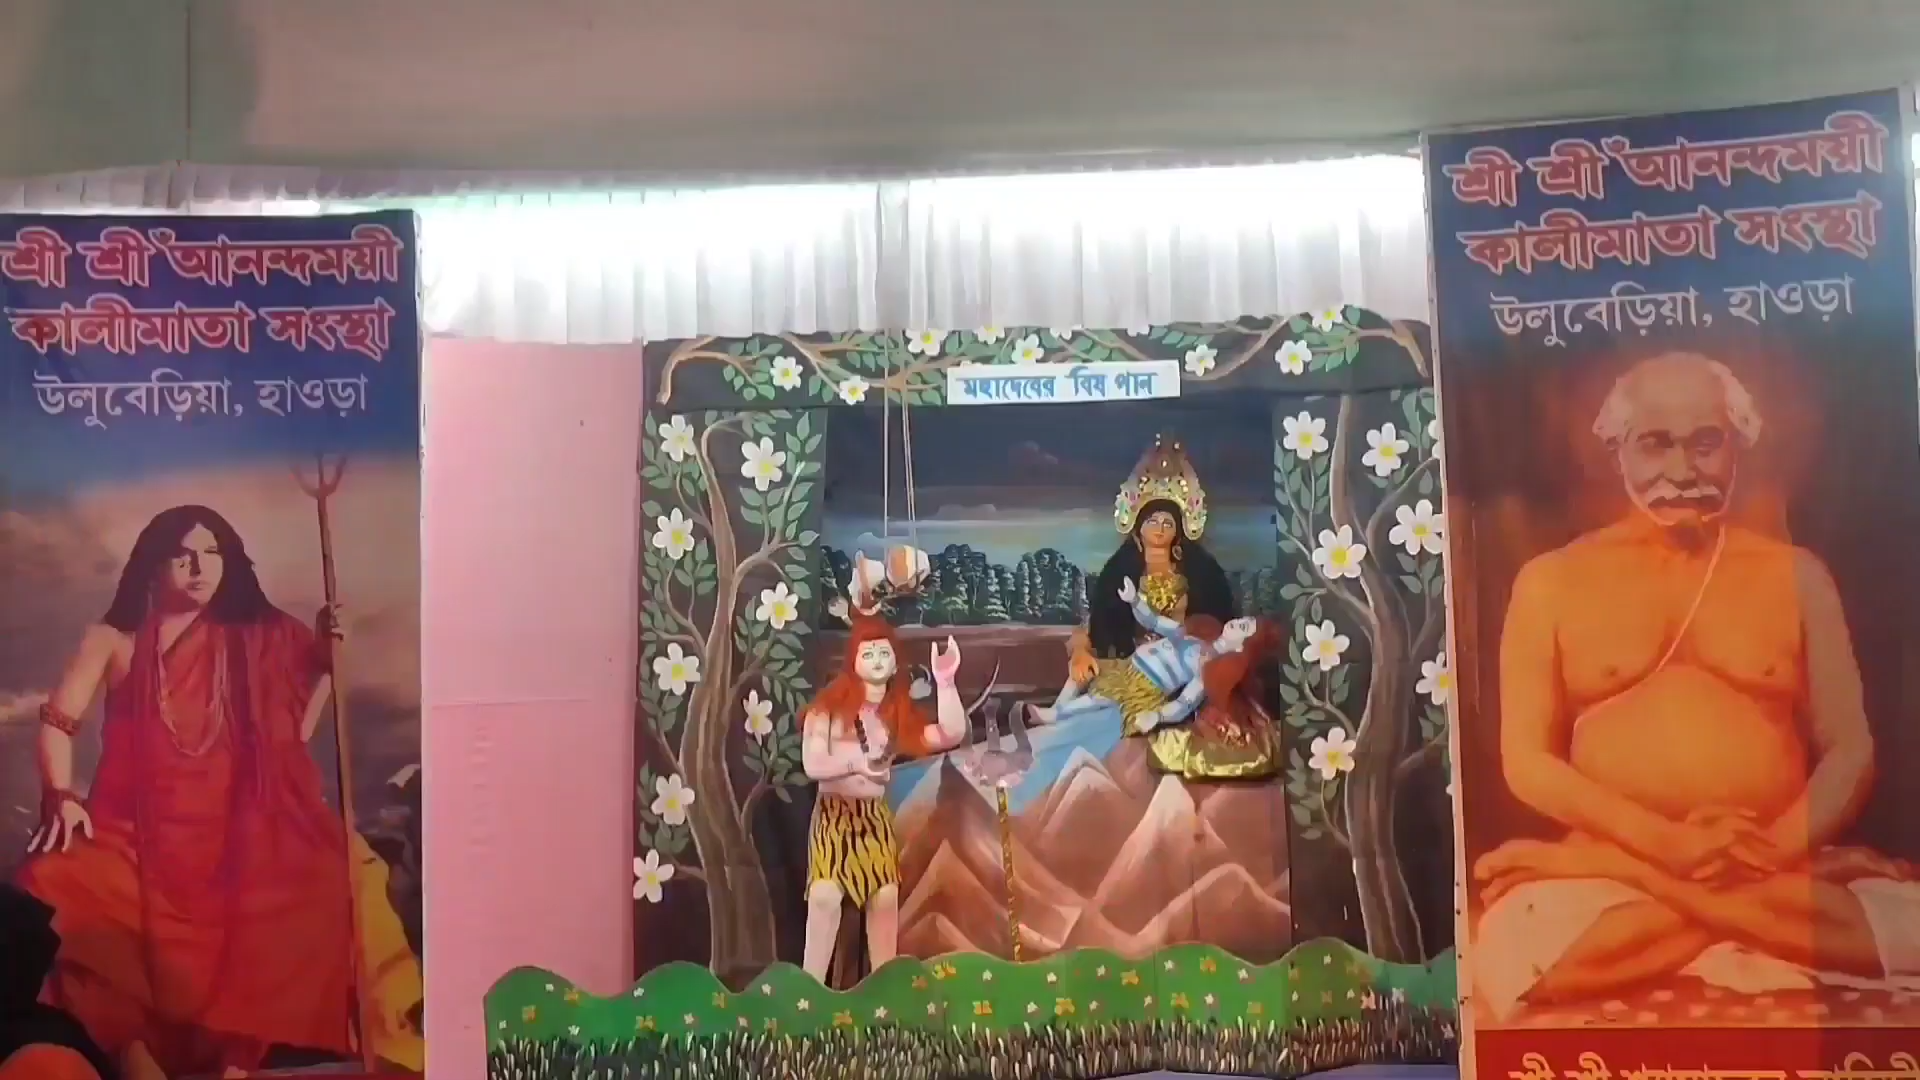 শ্রী শ্রী ঁআনন্দময়ী
কালীমাতা সংস্থা
উলুবেড়িয়া, হাওড়া
মহাদেবের বিষ পান
শ্রী শ্রী ঁআনন্দময়ী
কালীমাতা সংস্থা
উলুবেড়িয়া, হাওড়া
শ্রী শ্রী